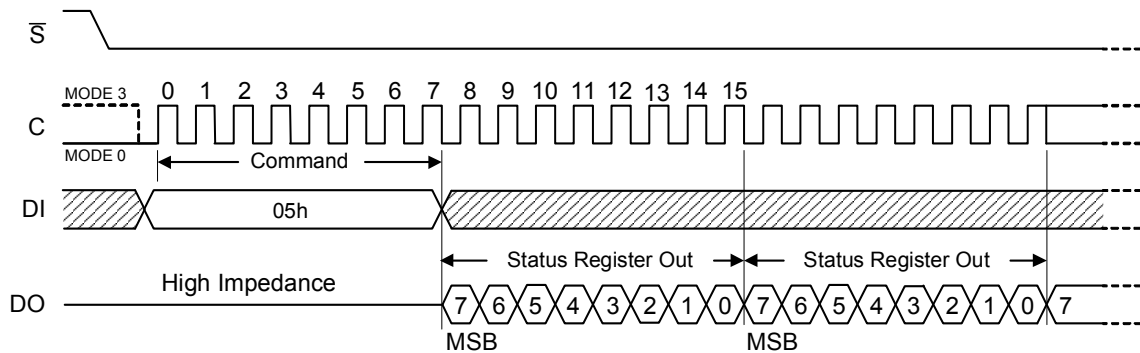 S
MODE 3
0 1 2 3 4 5 6 7 8 9 10 11 12 13 14 15
C
MODE 0
Command
DI
05h
Status Register Out Status Register Out
High Impedance
DO
7 6 5 4 3 2 1 0 7 6 5 4 3 2 1 0 7
MSB MSB